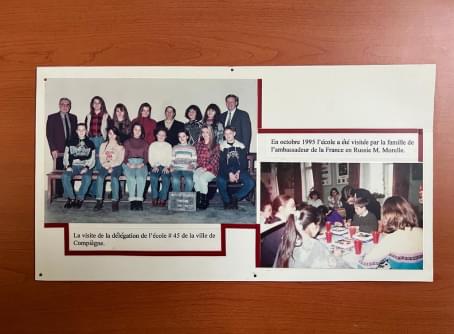 La visite de la délégation de l'école # 45 de la ville de
Compiègne.
En octobre 1995 l'école a été visitée par la famille de
l'ambassadeur de la France en Russie M. Morelle.